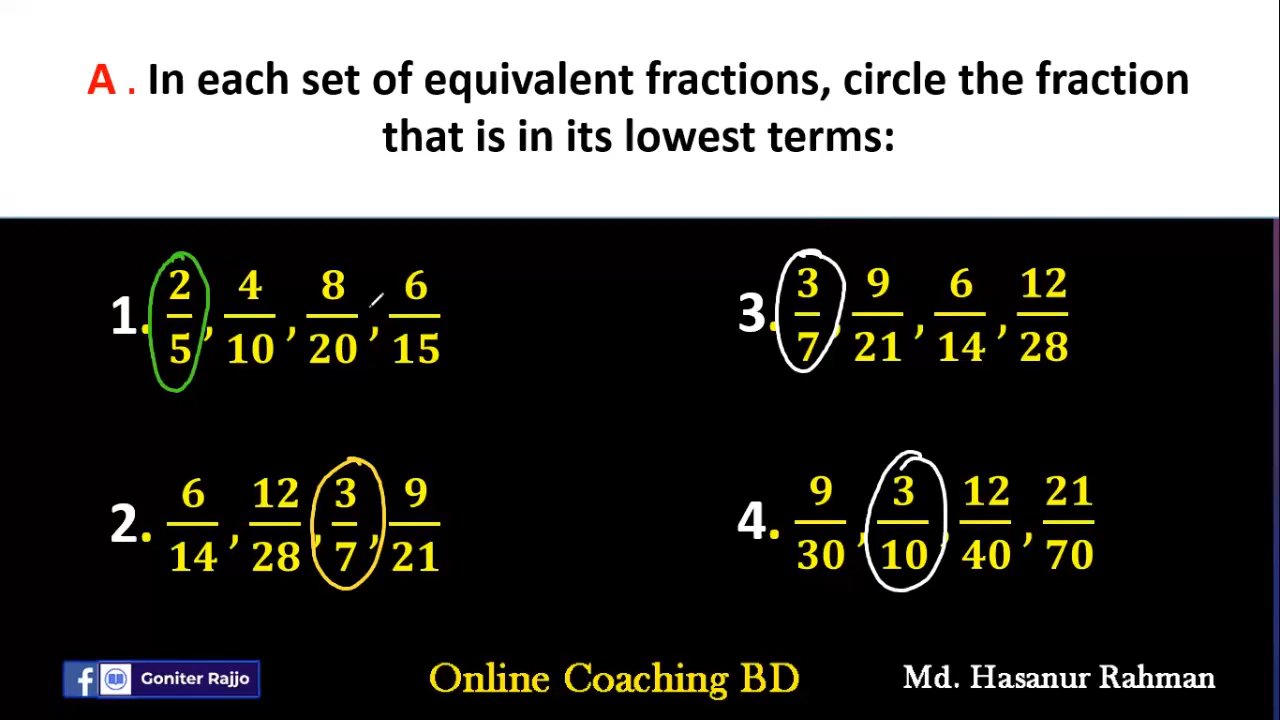 A . In each set of equivalent fractions, circle the fraction
that is in its lowest terms:
1. 2/5, 4/10, 8/20, 6/15
2. 6/14, 12/28, 3/7, 9/21
3. 3/7, 9/21, 6/14, 12/28
4. 9/30, 3/10, 12/40, 21/70
f Goniter Rajjo
Online Coaching BD
Md. Hasanur Rahman